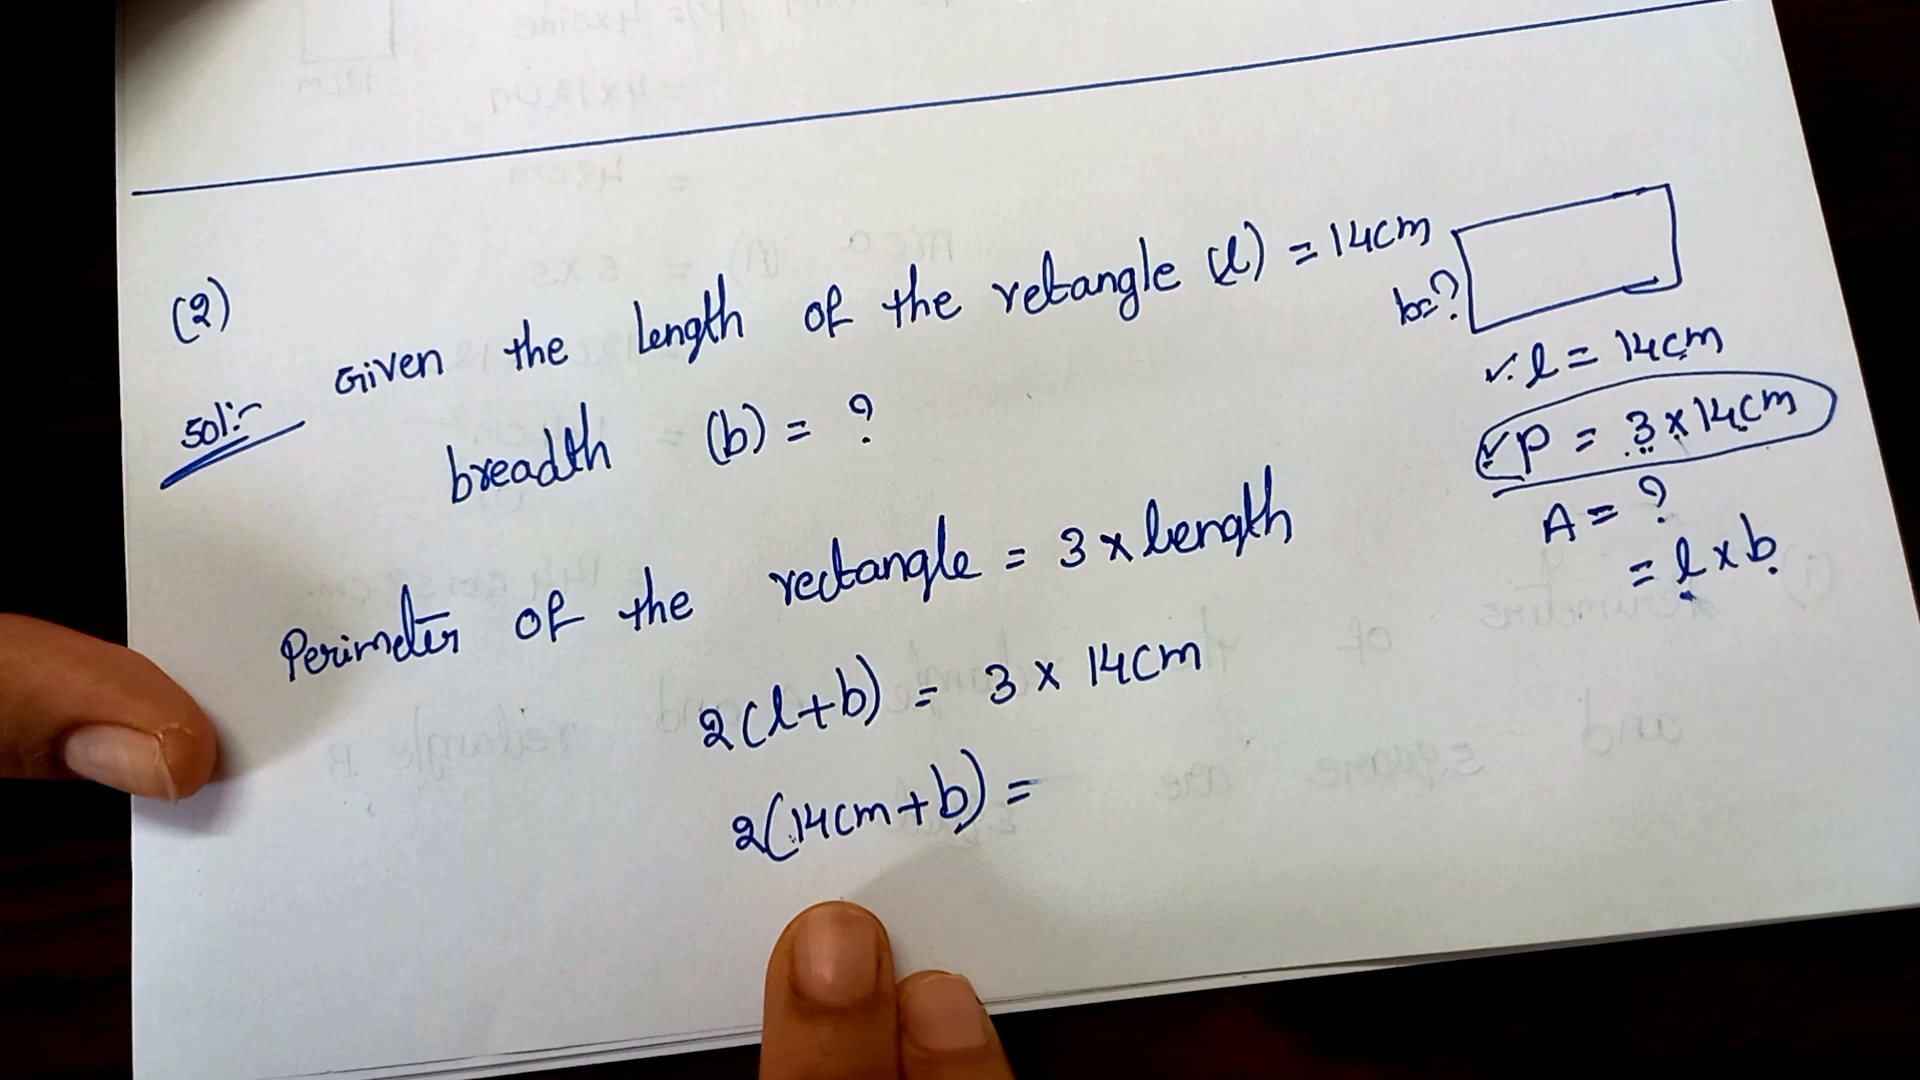 (2)
Sol:- Given the length of the retangle (l) = 14cm
breadth (b) = ?
Perimeter of the rectangle = 3 x length
2(l+b) = 3 x 14cm
2(14cm+b) =
b=?
l = 14cm
P = 3 x 14cm
A = ?
= l x b